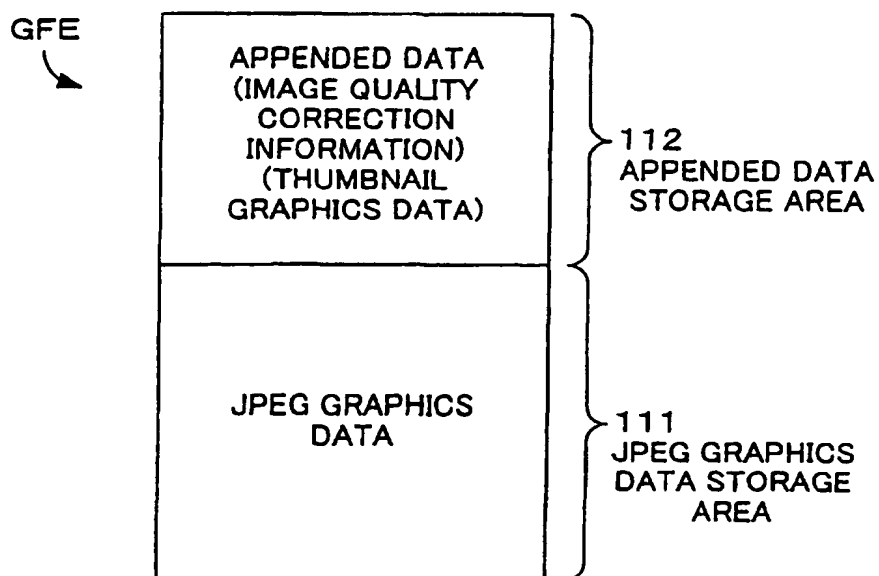 GFE
APPENDED DATA
(IMAGE QUALITY
CORRECTION
INFORMATION)
(THUMBNAIL
GRAPHICS DATA)
112
APPENDED DATA
STORAGE AREA
JPEG GRAPHICS
DATA
111
JPEG GRAPHICS
DATA STORAGE
AREA